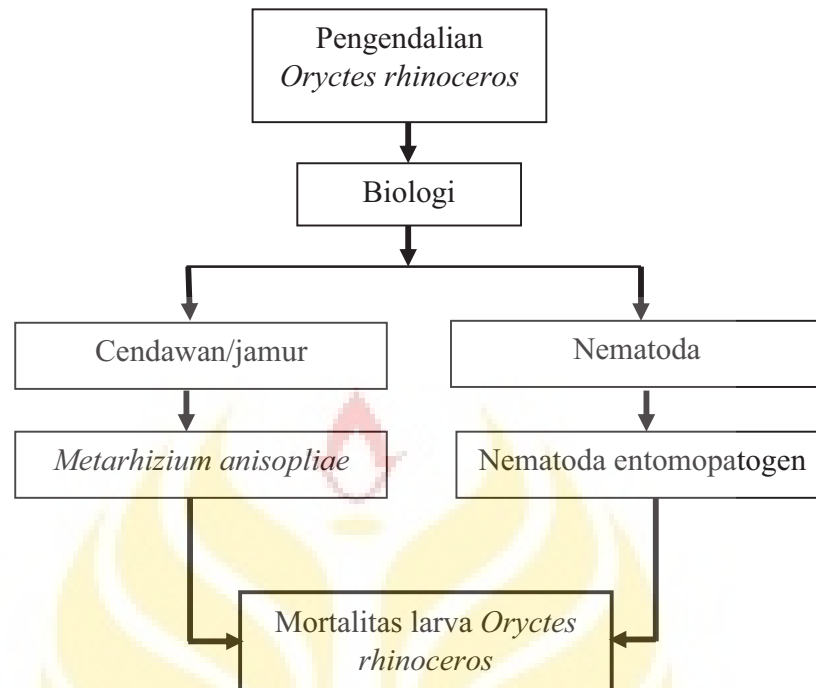 Pengendalian
Oryctes rhinoceros
Biologi
Cendawan/jamur
Nematoda
Metarhizium anisopliae
Nematoda entomopatogen
Mortalitas larva Oryctes
rhinoceros